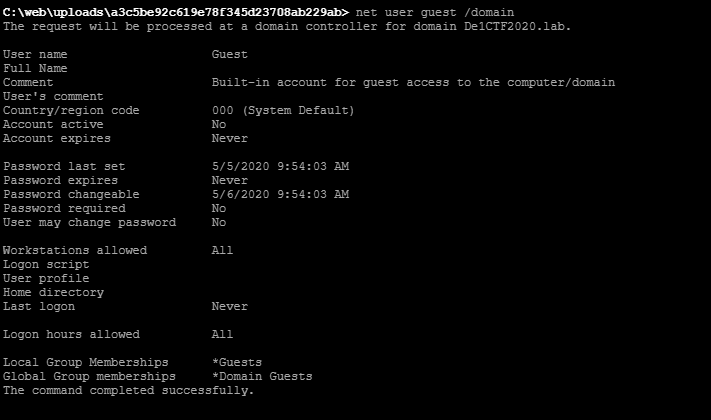 C:\web\uploads\a3c5be92c619e78f345d23708ab229ab> net user guest /domain
The request will be processed at a domain controller for domain De1CTF2020.lab.
User name Guest
Full Name
Comment Built-in account for guest access to the computer/domain
User's comment
Country/region code 000 (System Default)
Account active No
Account expires Never
Password last set 5/5/2020 9:54:03 AM
Password expires Never
Password changeable 5/6/2020 9:54:03 AM
Password required No
User may change password No
Workstations allowed All
Logon script
User profile
Home directory
Last logon Never
Logon hours allowed All
Local Group Memberships *Guests
Global Group memberships *Domain Guests
The command completed successfully.